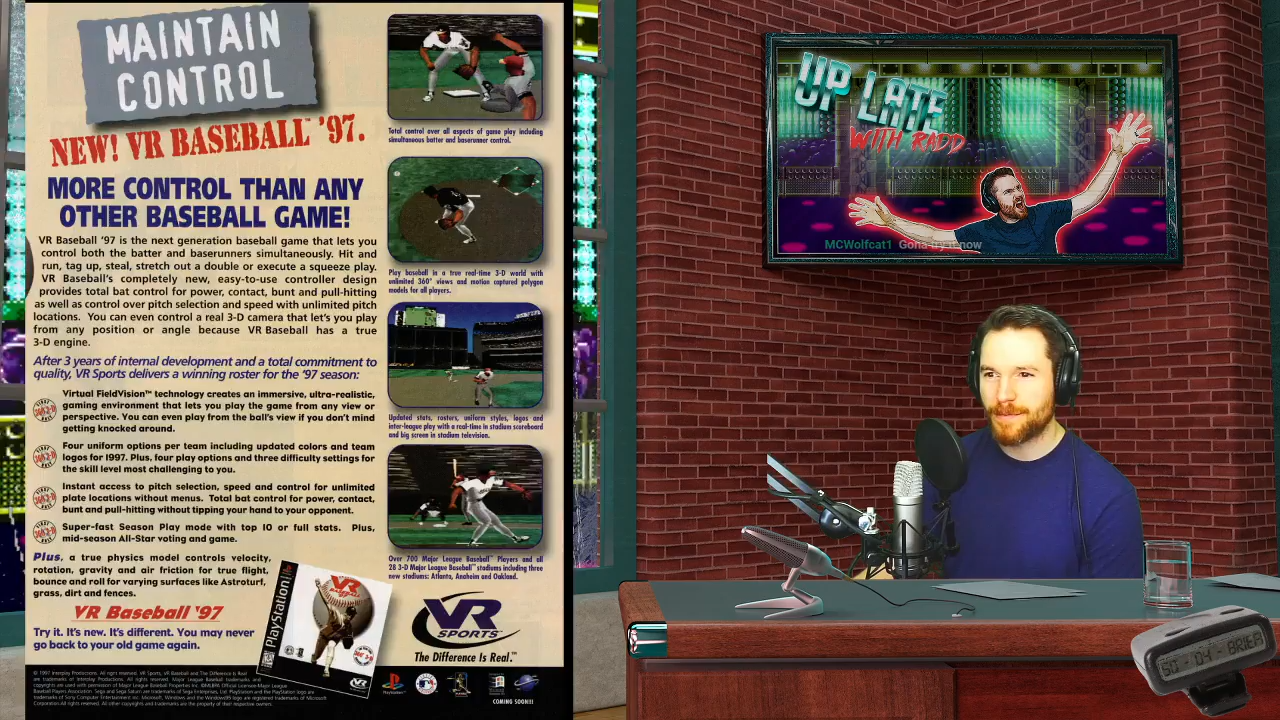 MAINTAIN
CONTROL
NEW! VR BASEBALL™ '97.
MORE CONTROL THAN ANY
OTHER BASEBALL GAME!
VR Baseball '97 is the next generation baseball game that lets you
control both the batter and baserunners simultaneously. Hit and
run, tag up, steal, stretch out a double or execute a squeeze play.
VR Baseball's completely new, easy-to-use controller design
provides total bat control for power, contact, bunt and pull-hitting
as well as control over pitch selection and speed with unlimited pitch
locations. You can even control a real 3-D camera that let's you play
from any position or angle because VR Baseball has a true
3-D engine.
After 3 years of internal development and a total commitment to
quality, VR Sports delivers a winning roster for the '97 season:
Virtual FieldVision™ technology creates an immersive, ultra-realistic,
gaming environment that lets you play the game from any view or
perspective. You can even play from the ball's view if you don't mind
getting knocked around.
Four uniform options per team including updated colors and team
logos for 1997. Plus, four play options and three difficulty settings for
the skill level most challenging to you.
Instant access to pitch selection, speed and control for unlimited
plate locations without menus. Total bat control for power, contact,
bunt and pull-hitting without tipping your hand to your opponent.
Super-fast Season Play mode with top 10 or full stats. Plus,
mid-season All-Star voting and game.
Plus, a true physics model controls velocity,
rotation, gravity and air friction for true flight,
bounce and roll for varying surfaces like Astroturf,
grass, dirt and fences.
VR Baseball '97
Try it. It's new. It's different. You may never
go back to your old game again.
Total control over all aspects of game play including
simultaneous batter and baserunner control.
Play baseball in a true real-time 3-D world with
unlimited 360° views and motion captured polygon
models for all players.
Updated stats, rosters, uniform styles, logos and
inter-league play with a real-time in stadium scoreboard
and big screen in stadium television.
Over 700 Major League Baseball™ Players and all
28 3-D Major League Baseball™ stadiums including three
new stadiums: Atlanta, Anaheim and Oakland.
PlayStation
VR
VR
SPORTS™
The Difference Is Real.™
COMING SOON!!!
UP LATE
WITH RADD
MCWolfcat1